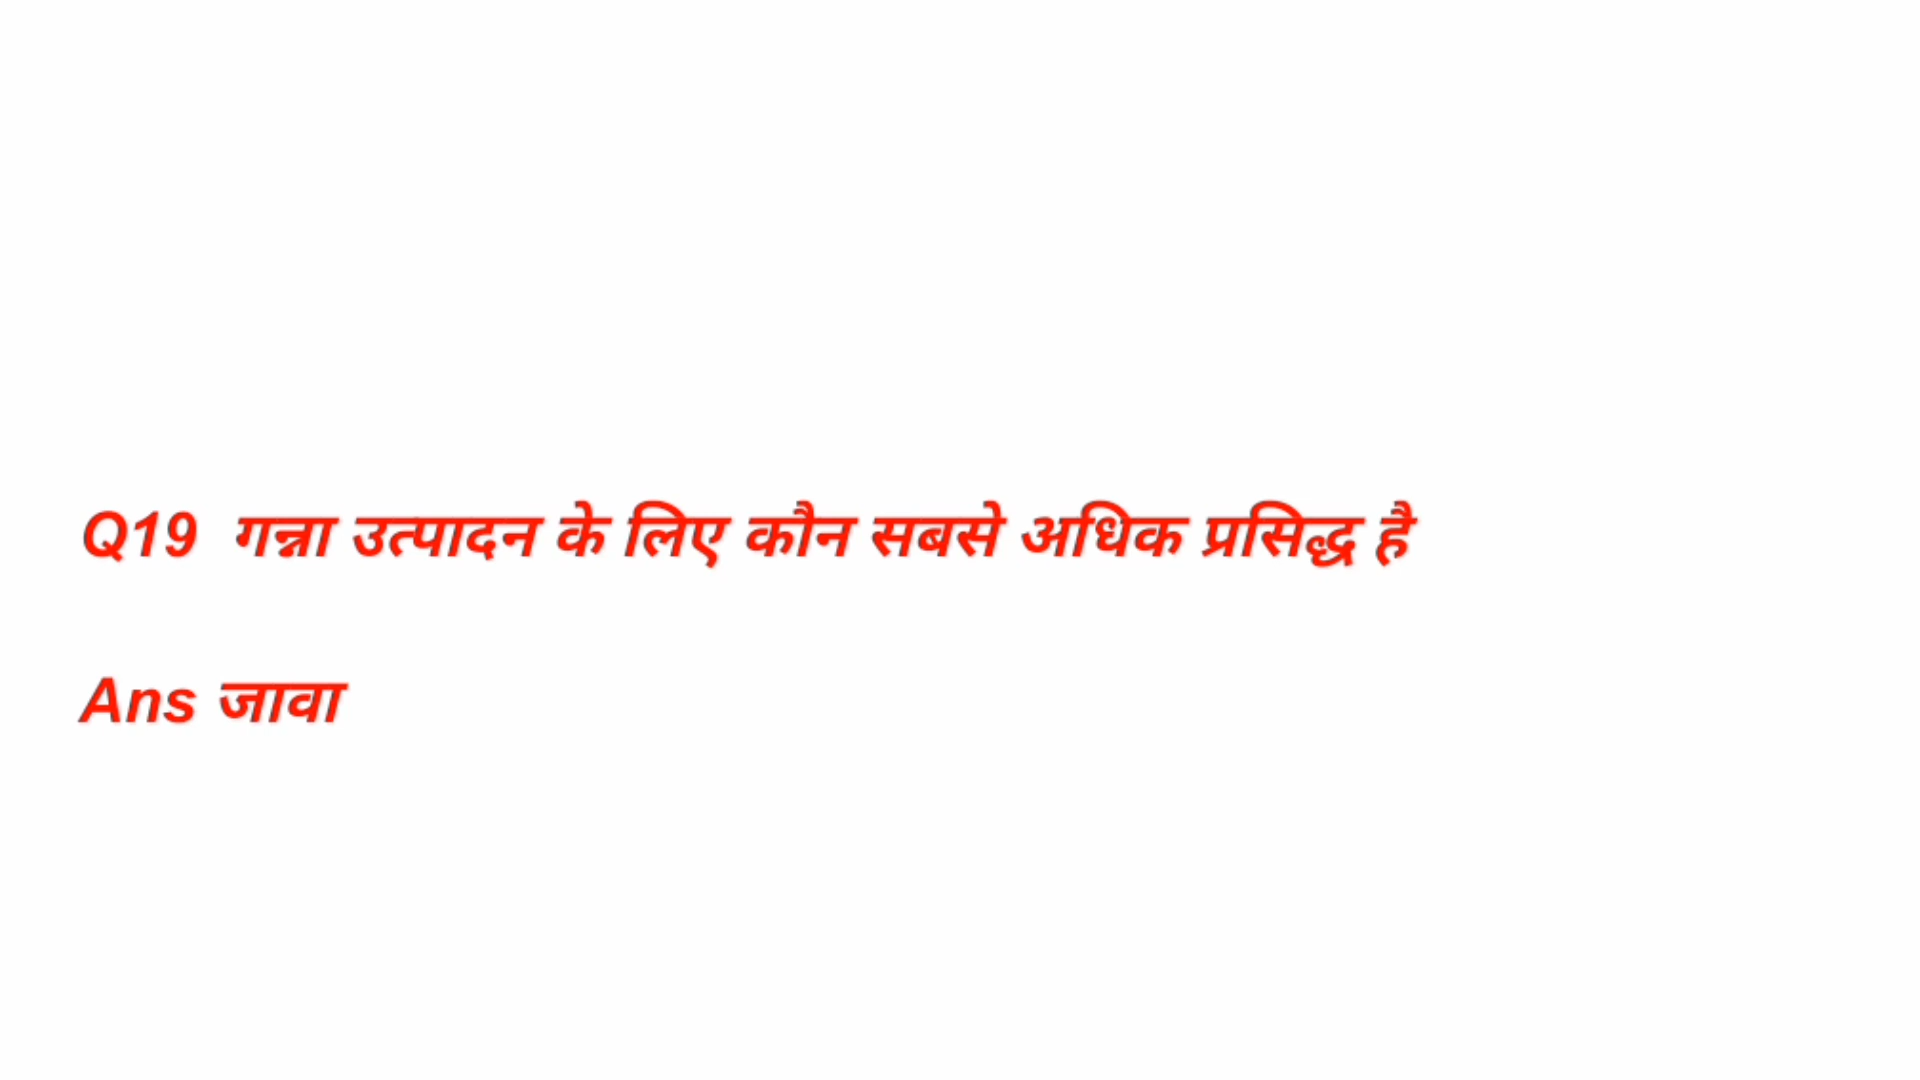 Q19 गन्ना उत्पादन के लिए कौन सबसे अधिक प्रसिद्ध है
Ans जावा